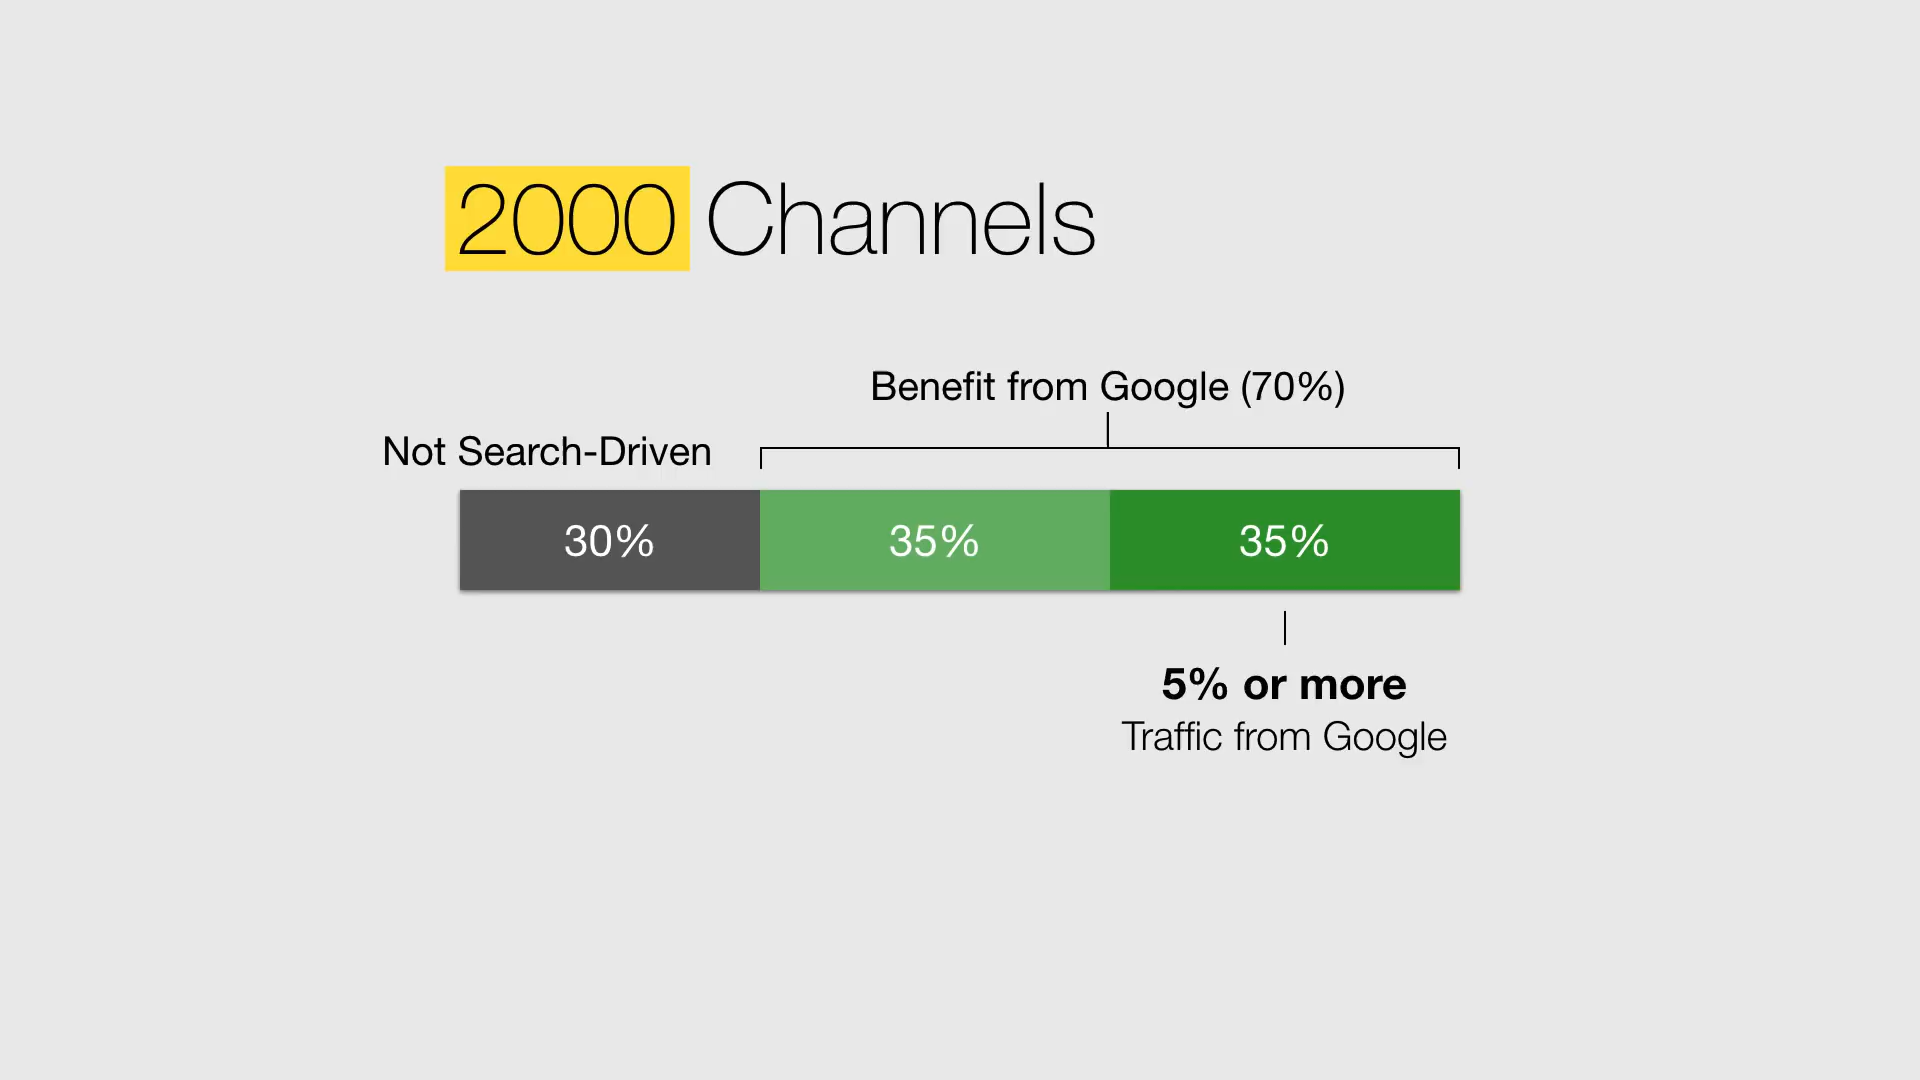 2000 Channels
Benefit from Google (70%)
Not Search-Driven
30% 35% 35%
5% or more
Traffic from Google